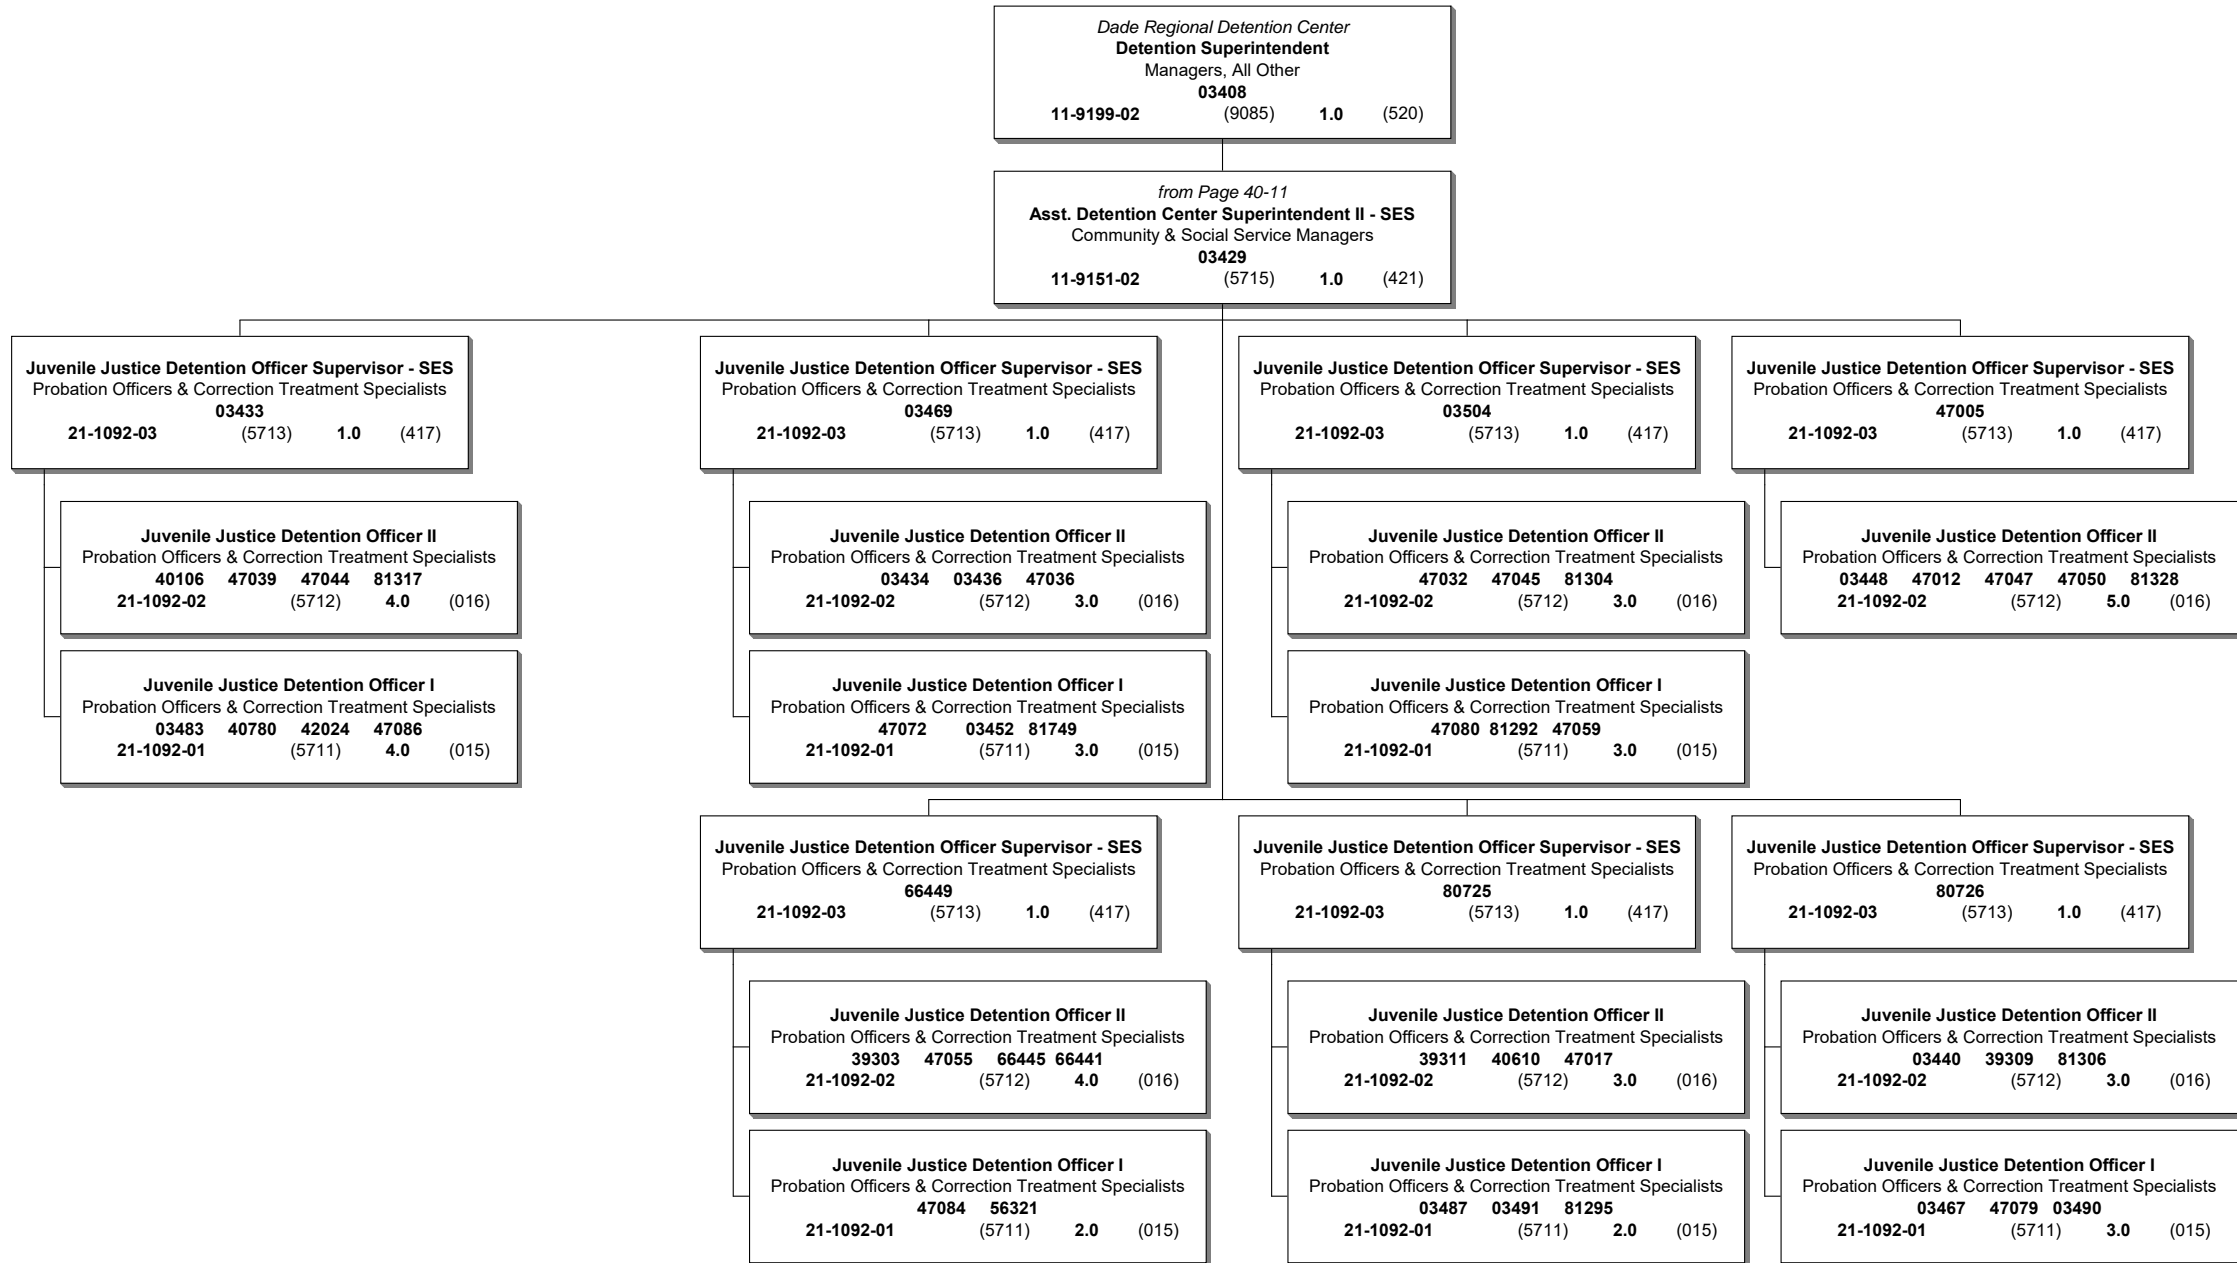 Dade Regional Detention Center
Detention Superintendent
Managers, All Other
03408
11-9199-02 (9085) 1.0 (520)
from Page 40-11
Asst. Detention Center Superintendent II - SES
Community & Social Service Managers
03429
11-9151-02 (5715) 1.0 (421)
Juvenile Justice Detention Officer Supervisor - SES
Probation Officers & Correction Treatment Specialists
03433
21-1092-03 (5713) 1.0 (417)
Juvenile Justice Detention Officer II
Probation Officers & Correction Treatment Specialists
40106 47039 47044 81317
21-1092-02 (5712) 4.0 (016)
Juvenile Justice Detention Officer I
Probation Officers & Correction Treatment Specialists
03483 40780 42024 47086
21-1092-01 (5711) 4.0 (015)
Juvenile Justice Detention Officer Supervisor - SES
Probation Officers & Correction Treatment Specialists
03469
21-1092-03 (5713) 1.0 (417)
Juvenile Justice Detention Officer II
Probation Officers & Correction Treatment Specialists
03434 03436 47036
21-1092-02 (5712) 3.0 (016)
Juvenile Justice Detention Officer I
Probation Officers & Correction Treatment Specialists
47072 03452 81749
21-1092-01 (5711) 3.0 (015)
Juvenile Justice Detention Officer Supervisor - SES
Probation Officers & Correction Treatment Specialists
03504
21-1092-03 (5713) 1.0 (417)
Juvenile Justice Detention Officer II
Probation Officers & Correction Treatment Specialists
47032 47045 81304
21-1092-02 (5712) 3.0 (016)
Juvenile Justice Detention Officer I
Probation Officers & Correction Treatment Specialists
47080 81292 47059
21-1092-01 (5711) 3.0 (015)
Juvenile Justice Detention Officer Supervisor - SES
Probation Officers & Correction Treatment Specialists
47005
21-1092-03 (5713) 1.0 (417)
Juvenile Justice Detention Officer II
Probation Officers & Correction Treatment Specialists
03448 47012 47047 47050 81328
21-1092-02 (5712) 5.0 (016)
Juvenile Justice Detention Officer Supervisor - SES
Probation Officers & Correction Treatment Specialists
66449
21-1092-03 (5713) 1.0 (417)
Juvenile Justice Detention Officer II
Probation Officers & Correction Treatment Specialists
39303 47055 66445 66441
21-1092-02 (5712) 4.0 (016)
Juvenile Justice Detention Officer I
Probation Officers & Correction Treatment Specialists
47084 56321
21-1092-01 (5711) 2.0 (015)
Juvenile Justice Detention Officer Supervisor - SES
Probation Officers & Correction Treatment Specialists
80725
21-1092-03 (5713) 1.0 (417)
Juvenile Justice Detention Officer II
Probation Officers & Correction Treatment Specialists
39311 40610 47017
21-1092-02 (5712) 3.0 (016)
Juvenile Justice Detention Officer I
Probation Officers & Correction Treatment Specialists
03487 03491 81295
21-1092-01 (5711) 2.0 (015)
Juvenile Justice Detention Officer Supervisor - SES
Probation Officers & Correction Treatment Specialists
80726
21-1092-03 (5713) 1.0 (417)
Juvenile Justice Detention Officer II
Probation Officers & Correction Treatment Specialists
03440 39309 81306
21-1092-02 (5712) 3.0 (016)
Juvenile Justice Detention Officer I
Probation Officers & Correction Treatment Specialists
03467 47079 03490
21-1092-01 (5711) 3.0 (015)